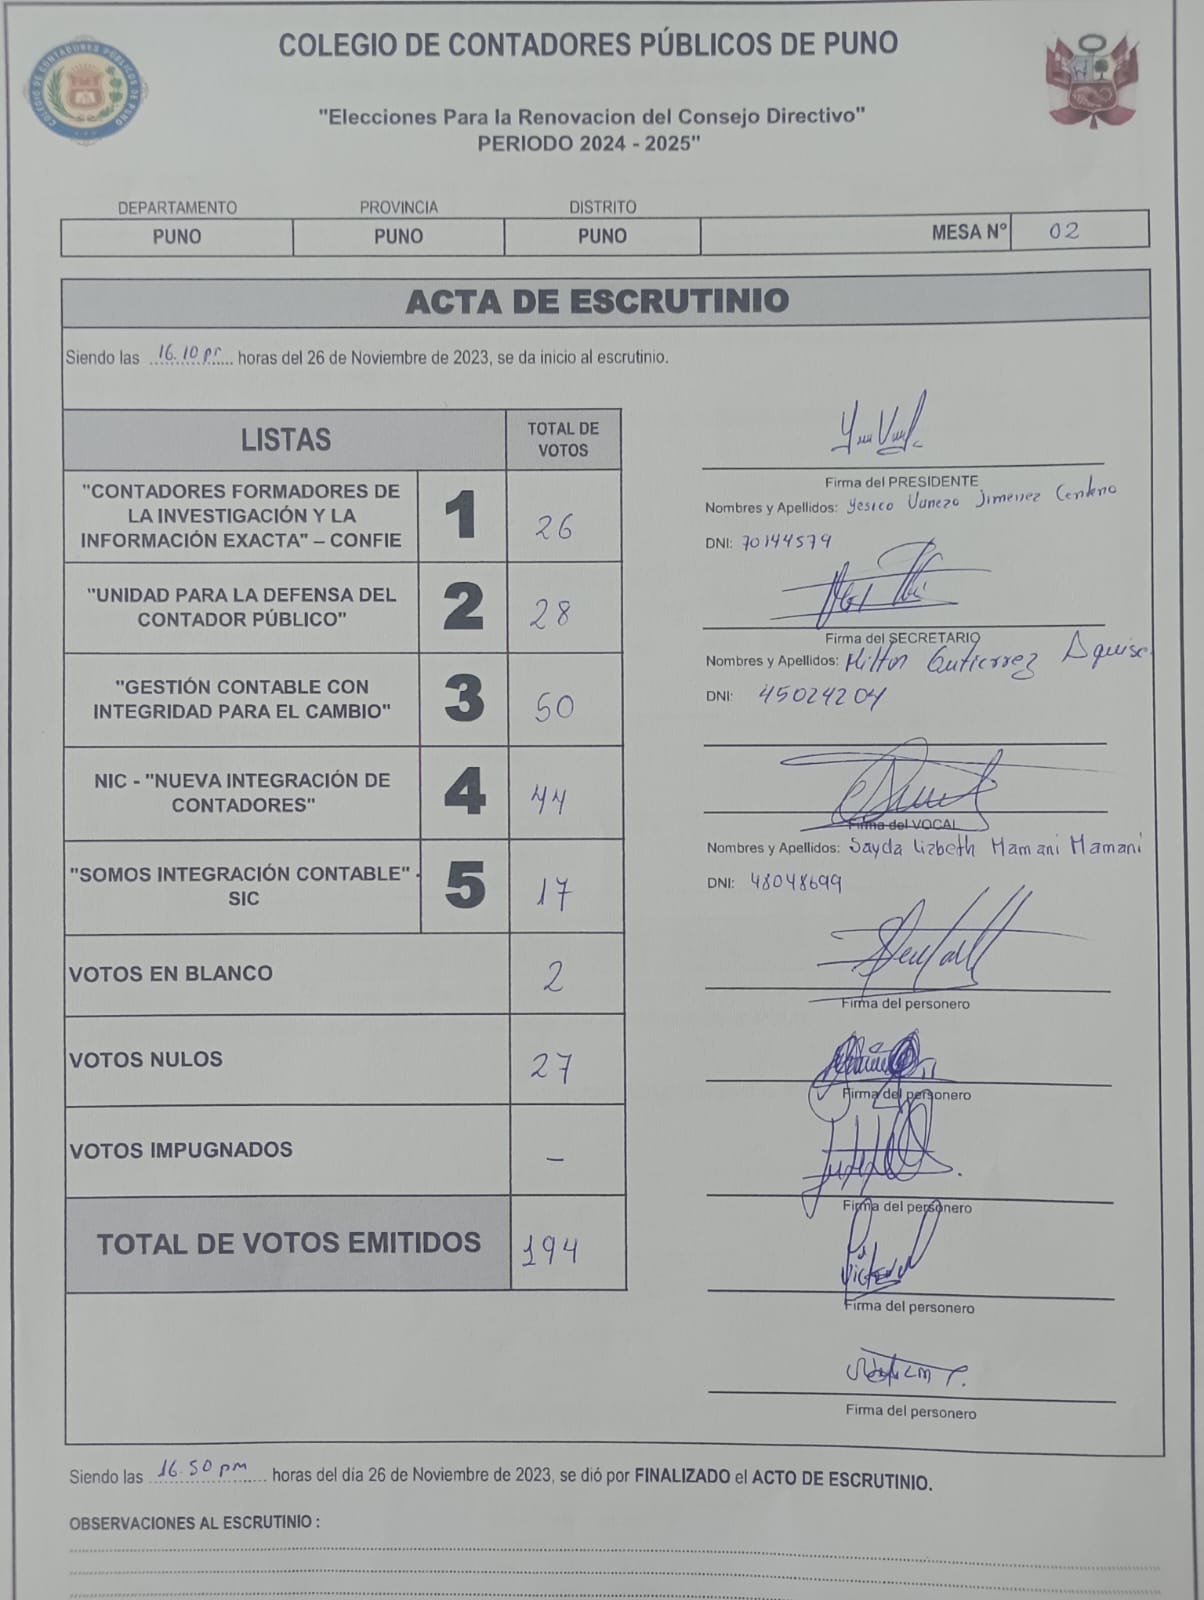 COLEGIO DE CONTADORES PÚBLICOS DE PUNO
"Elecciones Para la Renovacion del Consejo Directivo"
PERIODO 2024 - 2025"
DEPARTAMENTO PROVINCIA DISTRITO
PUNO PUNO PUNO MESA N° 02
ACTA DE ESCRUTINIO
Siendo las 16.10 pm horas del 26 de Noviembre de 2023, se da inicio al escrutinio.
LISTAS TOTAL DE VOTOS
"CONTADORES FORMADORES DE
LA INVESTIGACIÓN Y LA
INFORMACIÓN EXACTA" – CONFIE
1 26
"UNIDAD PARA LA DEFENSA DEL
CONTADOR PÚBLICO"
2 28
"GESTIÓN CONTABLE CON
INTEGRIDAD PARA EL CAMBIO"
3 50
NIC - "NUEVA INTEGRACIÓN DE
CONTADORES"
4 44
"SOMOS INTEGRACIÓN CONTABLE" -
SIC
5 17
VOTOS EN BLANCO 2
VOTOS NULOS 27
VOTOS IMPUGNADOS –
TOTAL DE VOTOS EMITIDOS 194
Firma del PRESIDENTE
Nombres y Apellidos: Yesica Vaneza Jimenez Centeno
DNI: 70144579
Firma del SECRETARIO
Nombres y Apellidos: Milton Gutierrez Aquise
DNI: 45024204
Firma del VOCAL
Nombres y Apellidos: Sayda Lizbeth Mamani Mamani
DNI: 48048699
Firma del personero
Firma del personero
Firma del personero
Firma del personero
Firma del personero
Siendo las 16.50 pm horas del día 26 de Noviembre de 2023, se dió por FINALIZADO el ACTO DE ESCRUTINIO.
OBSERVACIONES AL ESCRUTINIO :